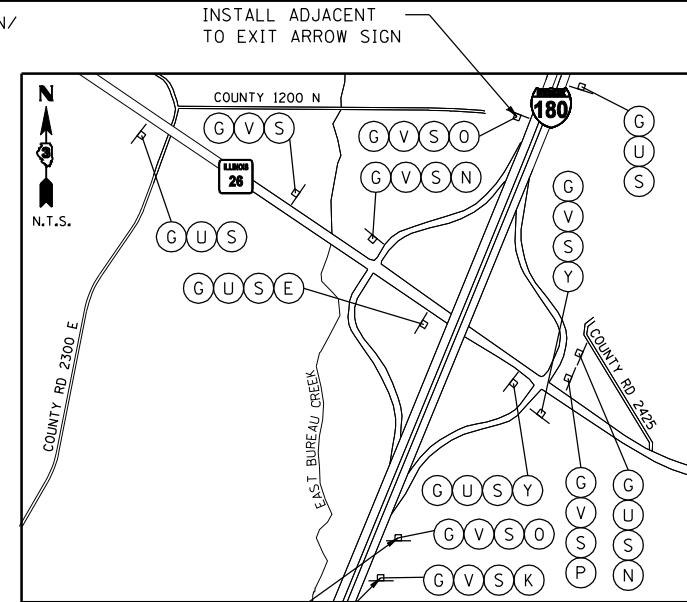 N/
INSTALL ADJACENT
TO EXIT ARROW SIGN
N
3
N.T.S.
COUNTY 1200 N
ILLINOIS
26
180
G V S
G V S O
G V S N
G U S
G U S
G U S E
G V S Y
COUNTY RD 2300 E
EAST BUREAU CREEK
COUNTY RD 2425
G U S Y
G V S O
G V S K
G V S P
G U S N